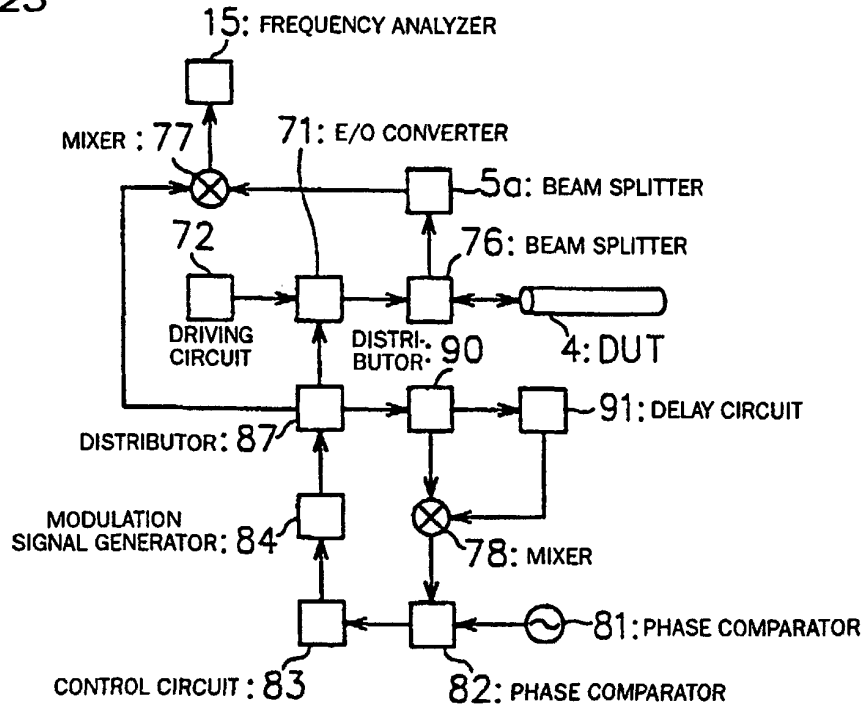 15: FREQUENCY ANALYZER
MIXER : 77
71: E/O CONVERTER
5a: BEAM SPLITTER
72
76: BEAM SPLITTER
DRIVING
CIRCUIT
DISTRI-
BUTOR: 90
4: DUT
91: DELAY CIRCUIT
DISTRIBUTOR: 87
MODULATION
SIGNAL GENERATOR: 84
78: MIXER
81: PHASE COMPARATOR
CONTROL CIRCUIT : 83
82: PHASE COMPARATOR